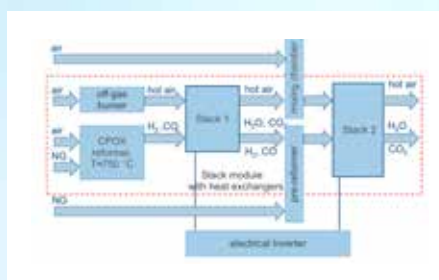 air
mixing chamber
air
off-gas
burner
hot air
Stack 1
hot air
Stack 2
hot air
air
NG
CPOX
reformer
T=750 °C
H₂, CO
H₂O, CO₂
H₂, CO
prereformer
H₂O
CO₂
Stack module
with heat exchangers
NG
electrical inverter